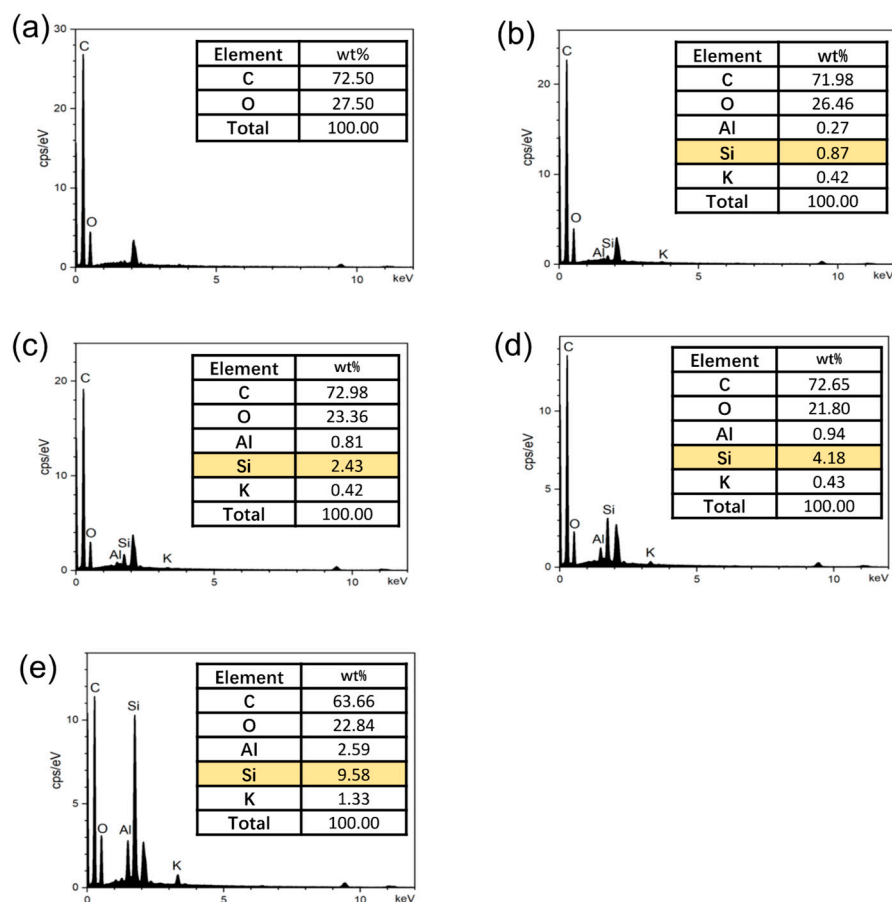 (a)
30
20
10
0
cps/eV
C
O
0 5 10 keV
Element wt%
C 72.50
O 27.50
Total 100.00
(b)
20
10
0
cps/eV
C
O
Al Si K
0 5 10 keV
Element wt%
C 71.98
O 26.46
Al 0.27
Si 0.87
K 0.42
Total 100.00
(c)
20
10
0
cps/eV
C
O
Al Si K
0 5 10 keV
Element wt%
C 72.98
O 23.36
Al 0.81
Si 2.43
K 0.42
Total 100.00
(d)
10
5
0
cps/eV
C
O
Al Si K
0 5 10 keV
Element wt%
C 72.65
O 21.80
Al 0.94
Si 4.18
K 0.43
Total 100.00
(e)
10
5
0
cps/eV
C
O
Al Si K
0 5 10 keV
Element wt%
C 63.66
O 22.84
Al 2.59
Si 9.58
K 1.33
Total 100.00